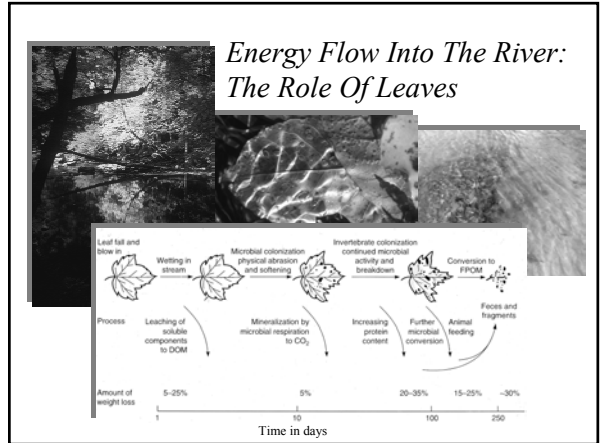 Energy Flow Into The River:
The Role Of Leaves
Leaf fall and
blow in
Wetting in
stream
Microbial colonization
physical abrasion
and softening
Invertebrate colonization
continued microbial
activity and
breakdown
Conversion to
FPOM
Process
Leaching of
soluble
components
to DOM
Mineralization by
microbial respiration
to CO₂
Increasing
protein
content
Further
microbial
conversion
Animal
feeding
Feces and
fragments
Amount of
weight loss
5–25%
5%
20–35%
15–25%
~30%
1
10
100
250
Time in days